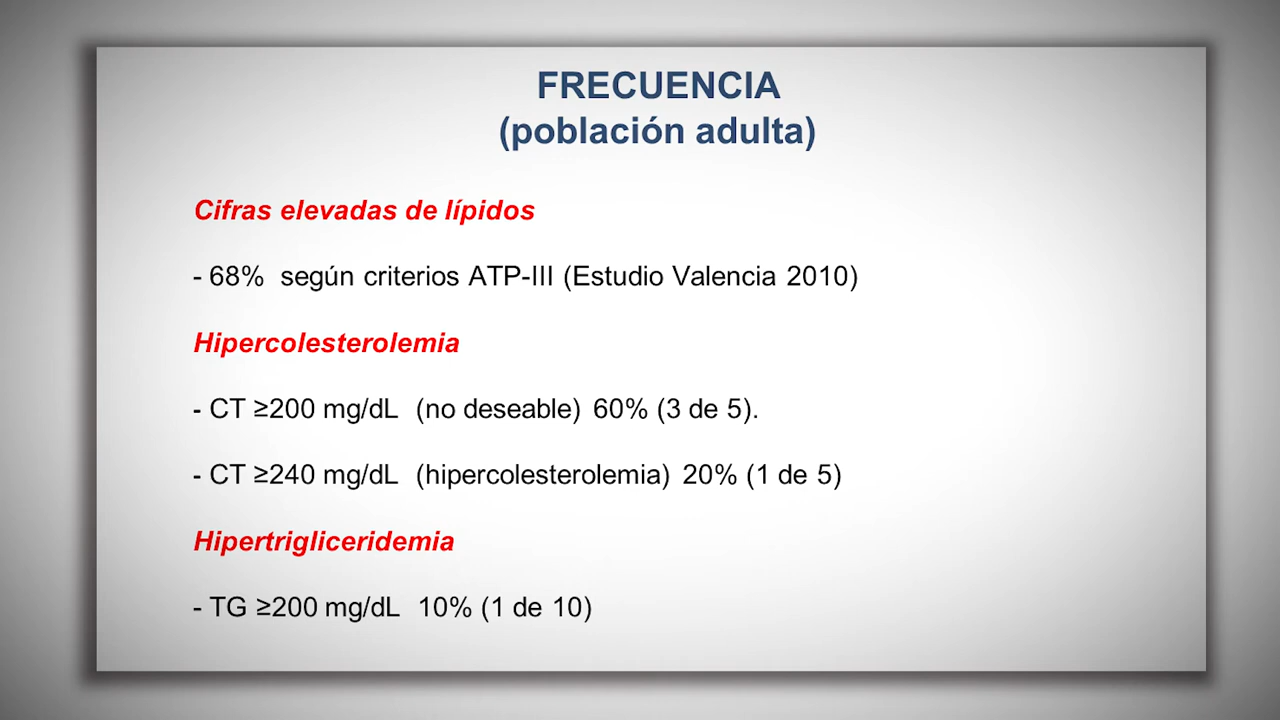 FRECUENCIA
(población adulta)
Cifras elevadas de lípidos
- 68% según criterios ATP-III (Estudio Valencia 2010)
Hipercolesterolemia
- CT ≥200 mg/dL (no deseable) 60% (3 de 5).
- CT ≥240 mg/dL (hipercolesterolemia) 20% (1 de 5)
Hipertrigliceridemia
- TG ≥200 mg/dL 10% (1 de 10)